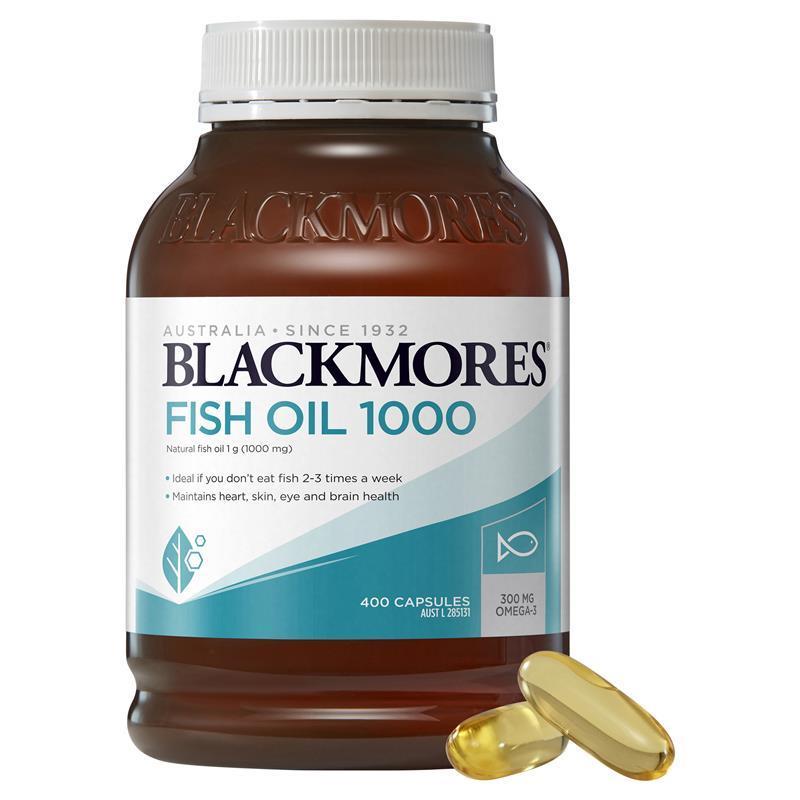 BLACKMORES
AUSTRALIA • SINCE 1932
BLACKMORES®
FISH OIL 1000
Natural fish oil 1 g (1000 mg)
• Ideal if you don't eat fish 2-3 times a week
• Maintains heart, skin, eye and brain health
400 CAPSULES
AUST L 285131
300 MG
OMEGA-3